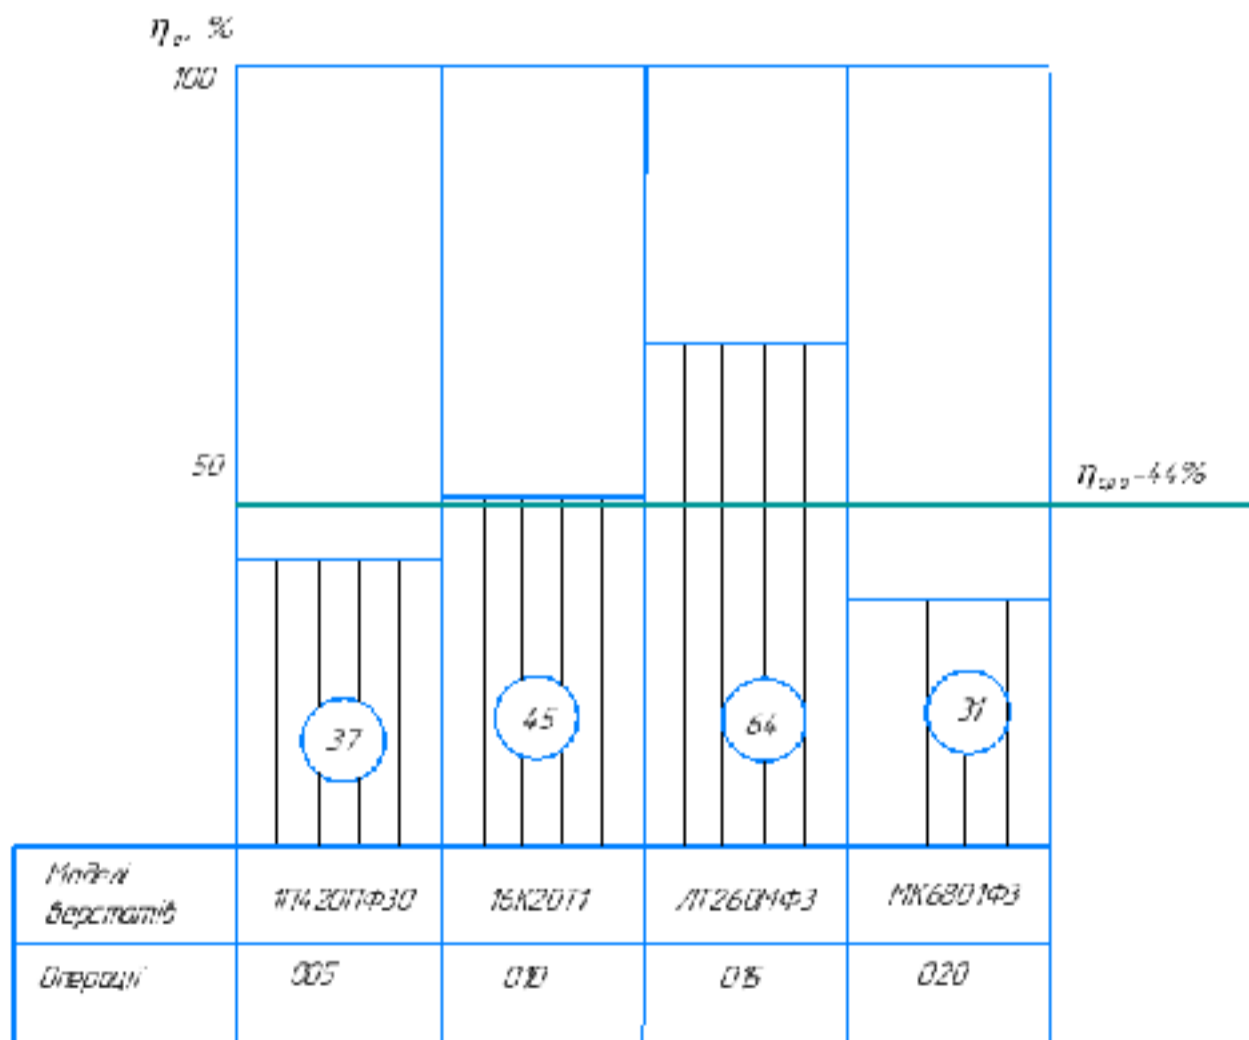 η о, %
100
50
η ср о -44%
37
45
64
31
Моделі верстатів
1П420ПФ30
16К20Т1
ЛТ260МФ3
МК6801Ф3
Операції
005
010
015
020